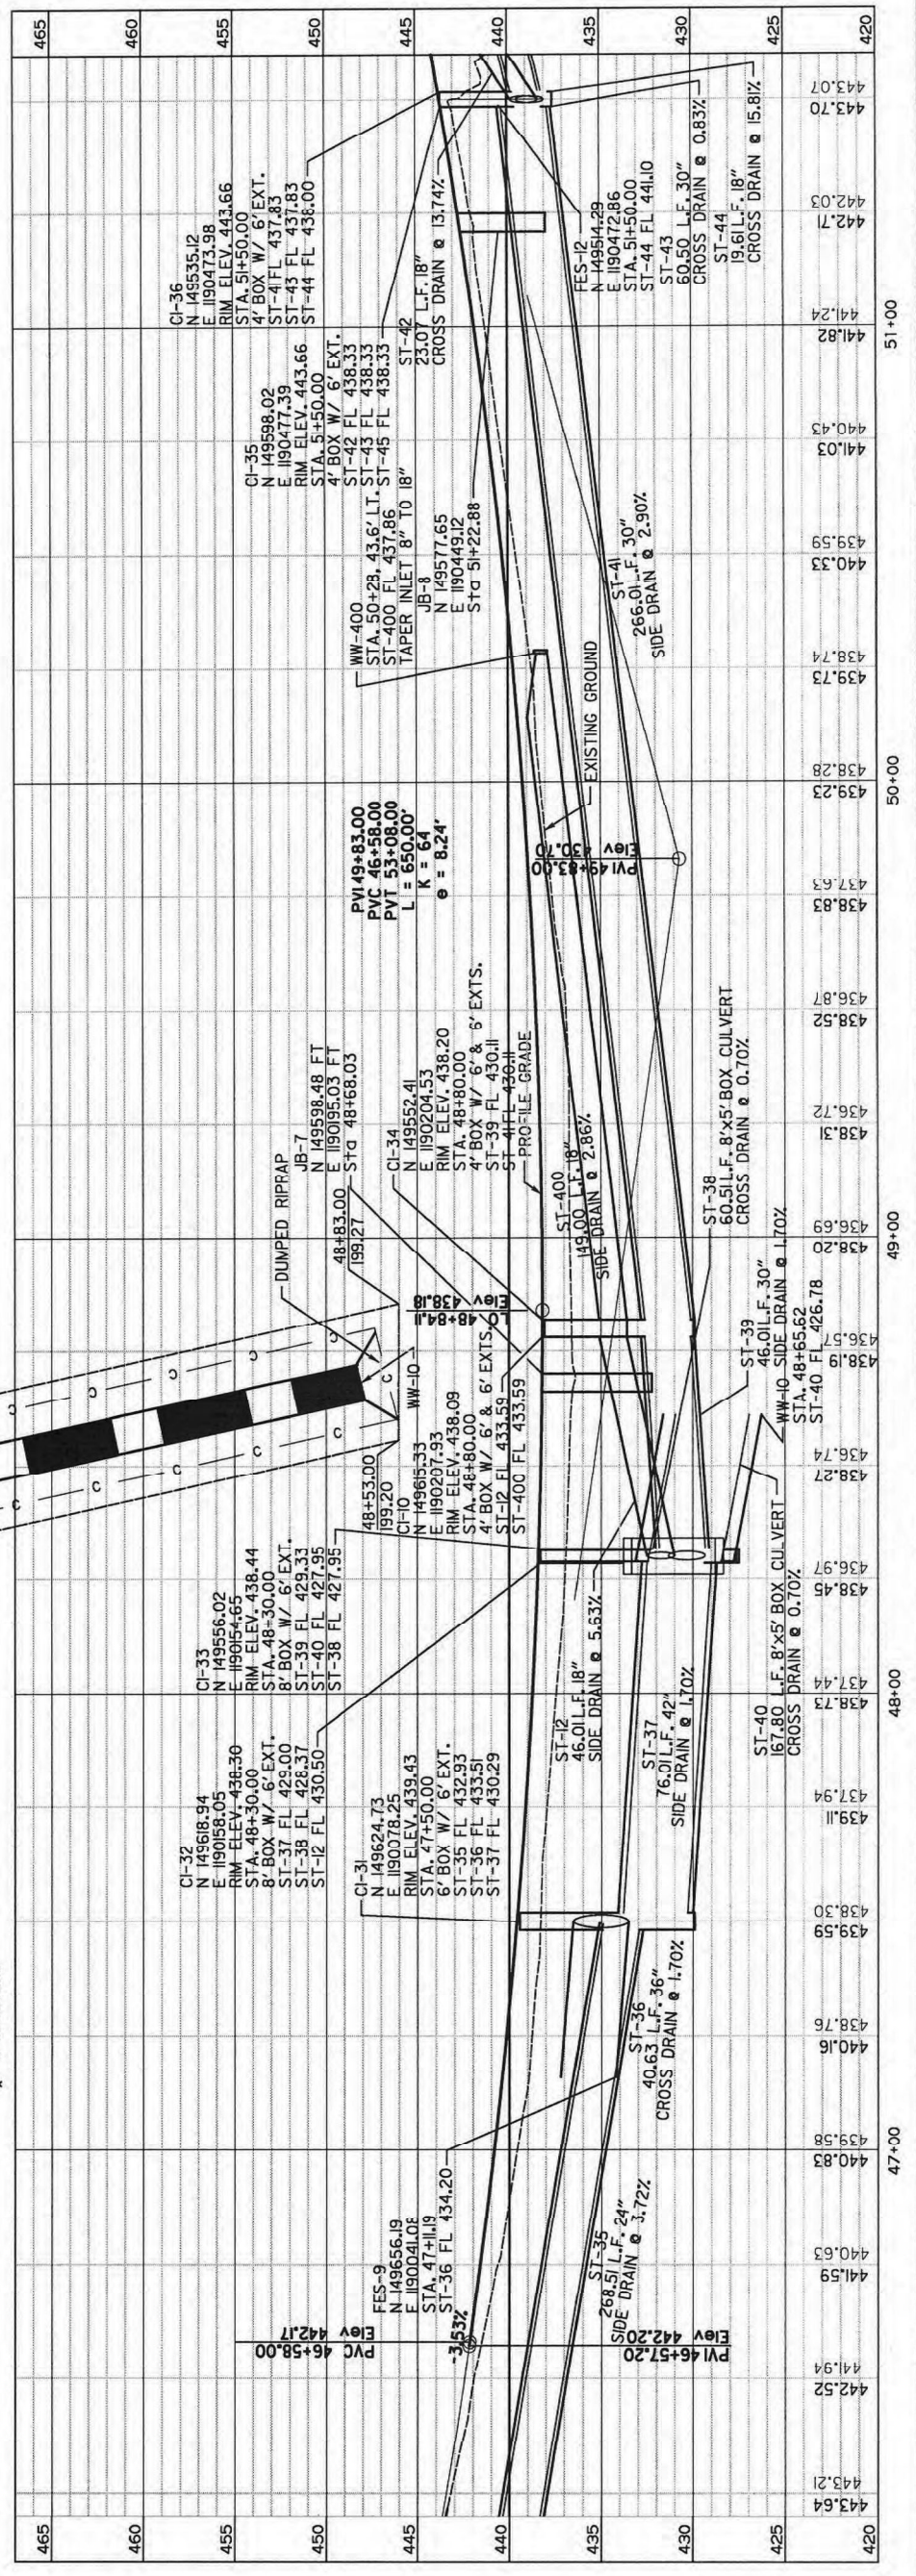 465
460
455
450
445
440
435
430
425
420
FES-9
N 149656.19
E 1190041.08
STA. 47+11.19
ST-36 FL 434.20
PVC 46+58.00
Elev 442.17
-3.53%
PVI 46+57.20
Elev 442.20
ST-35
268.51 L.F. 24"
SIDE DRAIN @ 3.72%
ST-36
40.63 L.F. 36"
CROSS DRAIN @ 1.70%
CI-31
N 149624.73
E 1190078.25
RIM ELEV. 439.43
STA. 47+50.00
6' BOX W/ 6' EXT.
ST-35 FL 432.93
ST-36 FL 433.51
ST-37 FL 430.29
CI-32
N 149618.94
E 1190158.05
RIM ELEV. 438.30
STA. 48+30.00
8' BOX W/ 6' EXT.
ST-37 FL 429.00
ST-38 FL 428.37
ST-12 FL 430.50
CI-33
N 149556.02
E 1190154.65
RIM ELEV. 438.44
STA. 48+30.00
8' BOX W/ 6' EXT.
ST-39 FL 429.33
ST-40 FL 427.95
ST-38 FL 427.95
ST-12
46.01 L.F. 18"
SIDE DRAIN @ 5.63%
ST-37
76.01 L.F. 42"
SIDE DRAIN @ 1.70%
ST-40
167.80 L.F. 8'x5' BOX CULVERT
CROSS DRAIN @ 0.70%
C
C
C
C
C
C
C
48+53.00
199.20
WW-10
DUMPED RIPRAP
48+83.00
199.27
CI-10
N 149615.33
E 1190207.93
RIM ELEV. 438.09
STA. 48+80.00
4' BOX W/ 6' & 6' EXTS.
ST-12 FL 433.59
ST-400 FL 433.59
LO 48+84.11
Elev 438.18
JB-7
N 149598.48 FT
E 1190195.03 FT
Sta 48+68.03
CI-34
N 149552.41
E 1190204.53
RIM ELEV. 438.20
STA. 48+80.00
4' BOX W/ 6' & 6' EXTS.
ST-39 FL 430.11
ST-41 FL 430.11
PROFILE GRADE
ST-400
149.00 L.F. 18"
SIDE DRAIN @ 2.86%
ST-38
60.51 L.F. 8'x5' BOX CULVERT
CROSS DRAIN @ 0.70%
ST-39
46.01 L.F. 30"
SIDE DRAIN @ 1.70%
WW-10
STA. 48+65.62
ST-40 FL 426.78
PVI 49+83.00
PVC 46+58.00
PVT 53+08.00
L = 650.00'
K = 64
e = 8.24'
PVI 49+83.00
Elev 430.70
EXISTING GROUND
WW-400
STA. 50+28, 43.6' LT.
ST-400 FL 437.86
TAPER INLET 8" TO 18"
JB-8
N 149577.65
E 1190449.12
Sta 51+22.88
ST-41
266.01 L.F. 30"
SIDE DRAN @ 2.90%
CI-35
N 149598.02
E 1190477.39
RIM ELEV. 443.66
STA. 51+50.00
4' BOX W/ 6' EXT.
ST-42 FL 438.33
ST-43 FL 438.33
ST-45 FL 438.33
ST-42
23.07 L.F. 18"
CROSS DRAIN @ 13.74%
CI-36
N 149535.12
E 1190473.98
RIM ELEV. 443.66
STA. 51+50.00
4' BOX W/ 6' EXT.
ST-41 FL 437.83
ST-43 FL 437.83
ST-44 FL 438.00
FES-12
N 149514.29
E 1190472.86
STA. 51+50.00
ST-44 FL 441.10
ST-43
60.50 L.F. 30"
CROSS DRAIN @ 0.83%
ST-44
19.61 L.F. 18"
CROSS DRAIN @ 15.81%
465
460
455
450
445
440
435
430
425
420
443.64
443.21
442.52
441.94
441.59
440.63
440.83
439.58
440.16
438.76
439.59
438.30
439.11
437.94
438.73
437.44
438.45
436.97
438.27
436.74
438.19
436.57
438.20
436.69
438.31
436.72
438.52
436.87
438.83
437.63
439.23
438.28
439.73
438.74
440.33
439.59
441.03
440.43
441.82
441.24
442.71
442.03
443.70
443.07
47+00
48+00
49+00
50+00
51+00